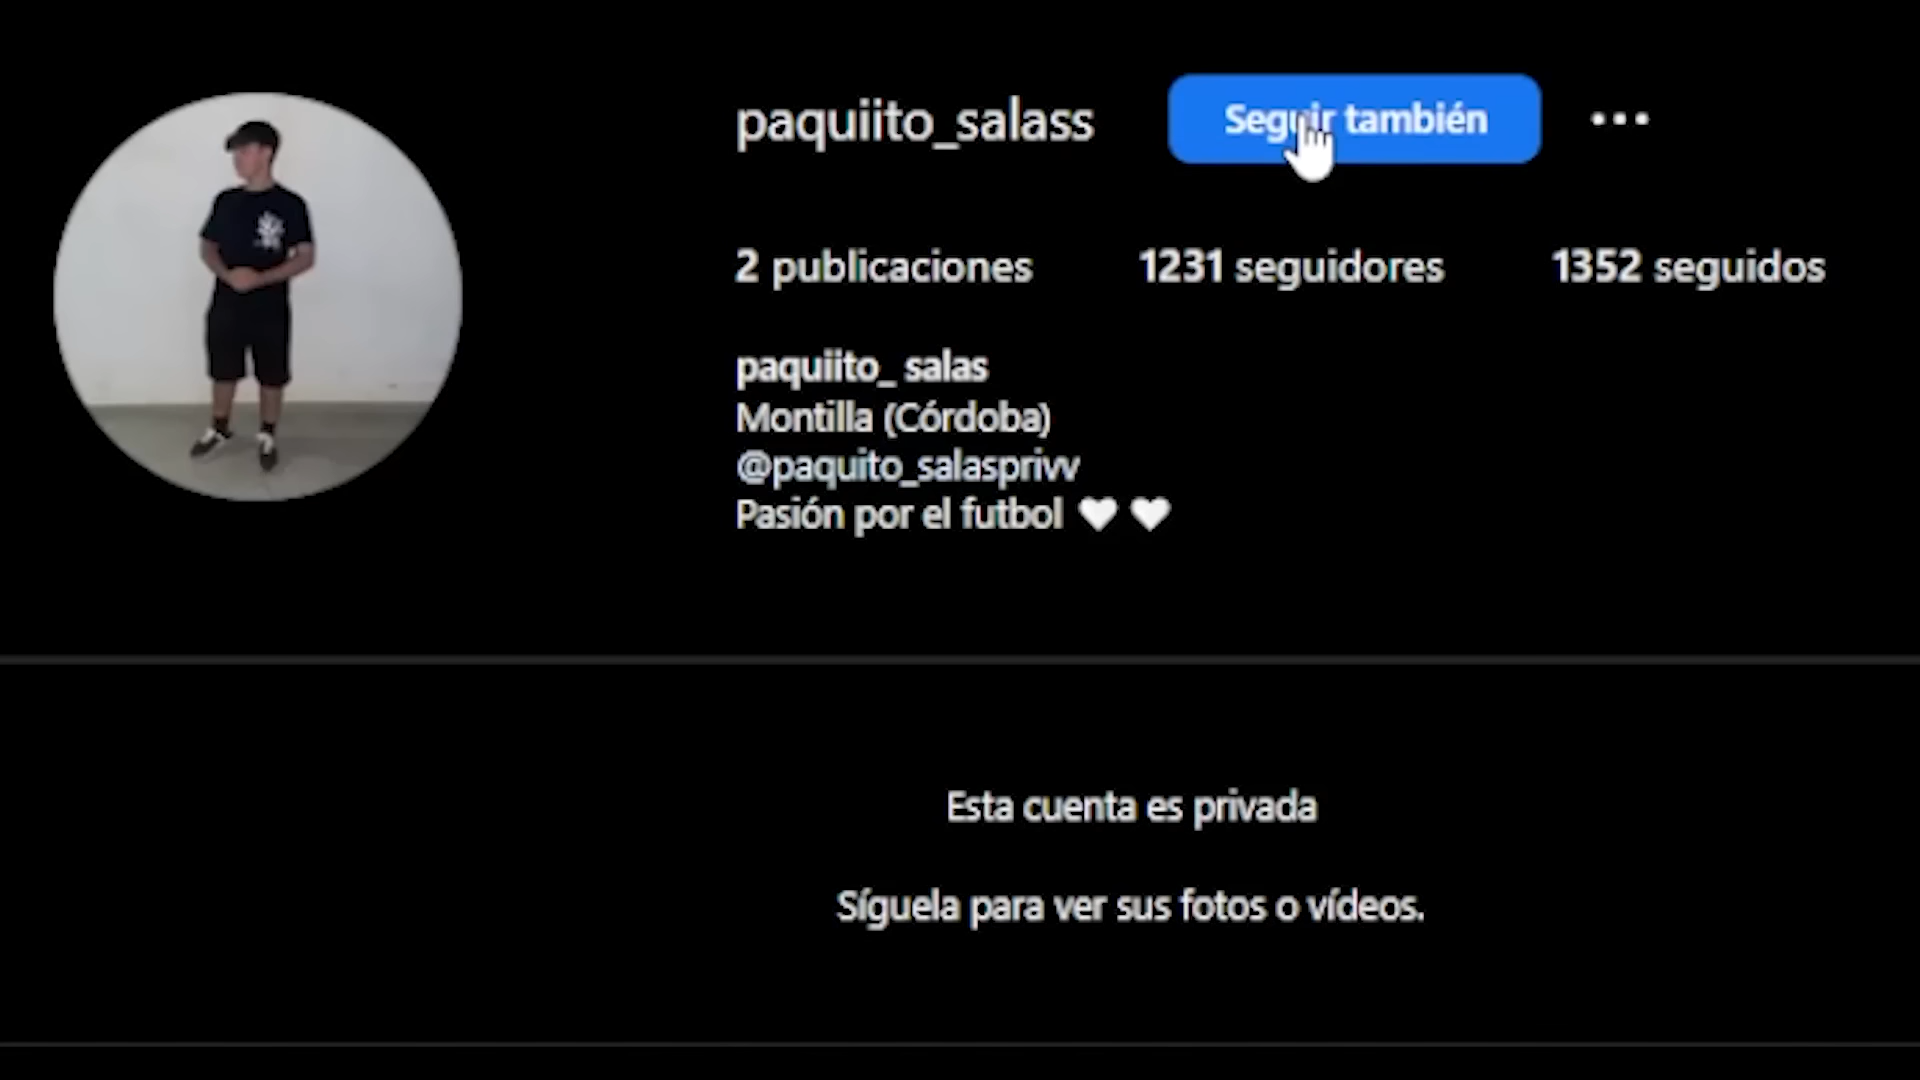 paquiito_salass
Seguir también
2 publicaciones 1231 seguidores 1352 seguidos
paquiito_ salas
Montilla (Córdoba)
@paquito_salasprivv
Pasión por el futbol 🤍 🤍
Esta cuenta es privada
Síguela para ver sus fotos o vídeos.